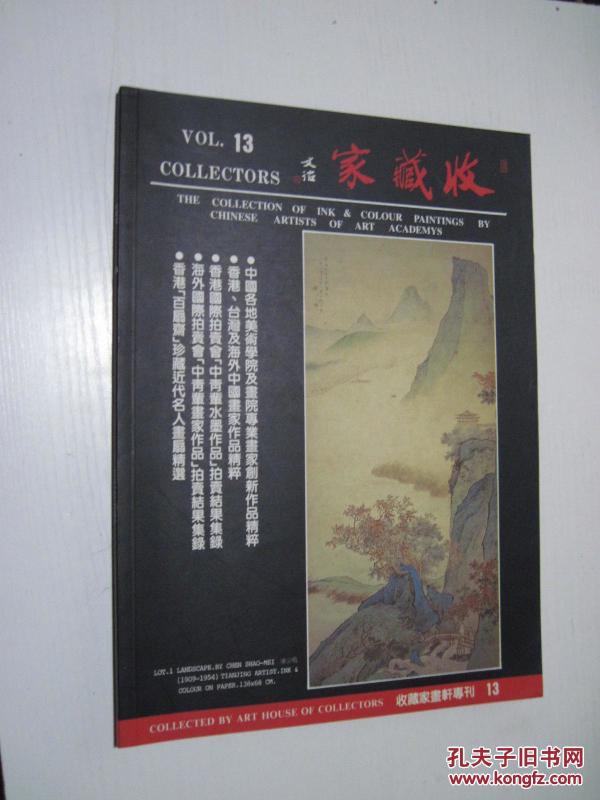 VOL. 13
COLLECTORS
文治
家藏收
THE COLLECTION OF INK & COLOUR PAINTINGS BY
CHINESE ARTISTS OF ART ACADEMYS
●中國各地美術學院及畫院專業畫家創新作品精粹
●香港、台灣及海外中國畫家作品精粹
●香港國際拍賣會「中青輩水墨作品」拍賣結果集錄
●海外國際拍賣會「中青輩畫家作品」拍賣結果集錄
●香港「百扇齋」珍藏近代名人畫扇精選
LOT.1 LANDSCAPE.BY CHEN SHAO-MEI
(1909-1954) TIANJING ARTIST.INK &
COLOUR ON PAPER.138x68 CM.
COLLECTED BY ART HOUSE OF COLLECTORS 收藏家畫軒專刊 13
孔夫子旧书网
www.kongfz.com